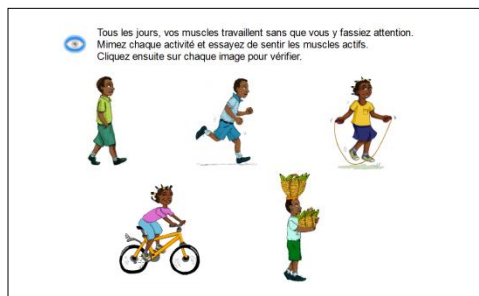 Tous les jours, vos muscles travaillent sans que vous y fassiez attention.
Mimez chaque activité et essayez de sentir les muscles actifs.
Cliquez ensuite sur chaque image pour vérifier.